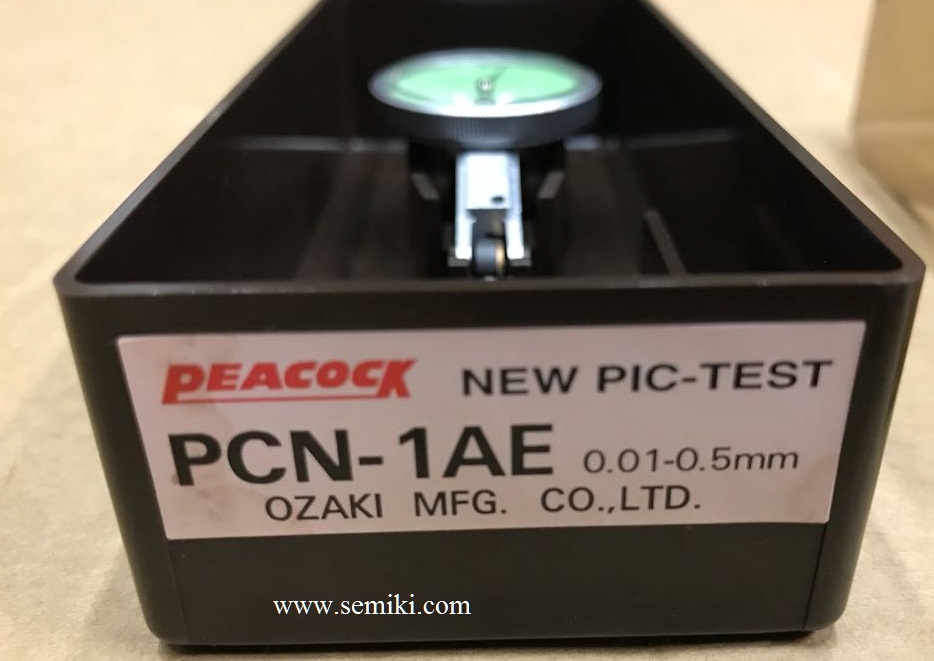 PEACOCK NEW PIC-TEST
PCN-1AE 0.01-0.5mm
OZAKI MFG. CO.,LTD.
www.semiki.com